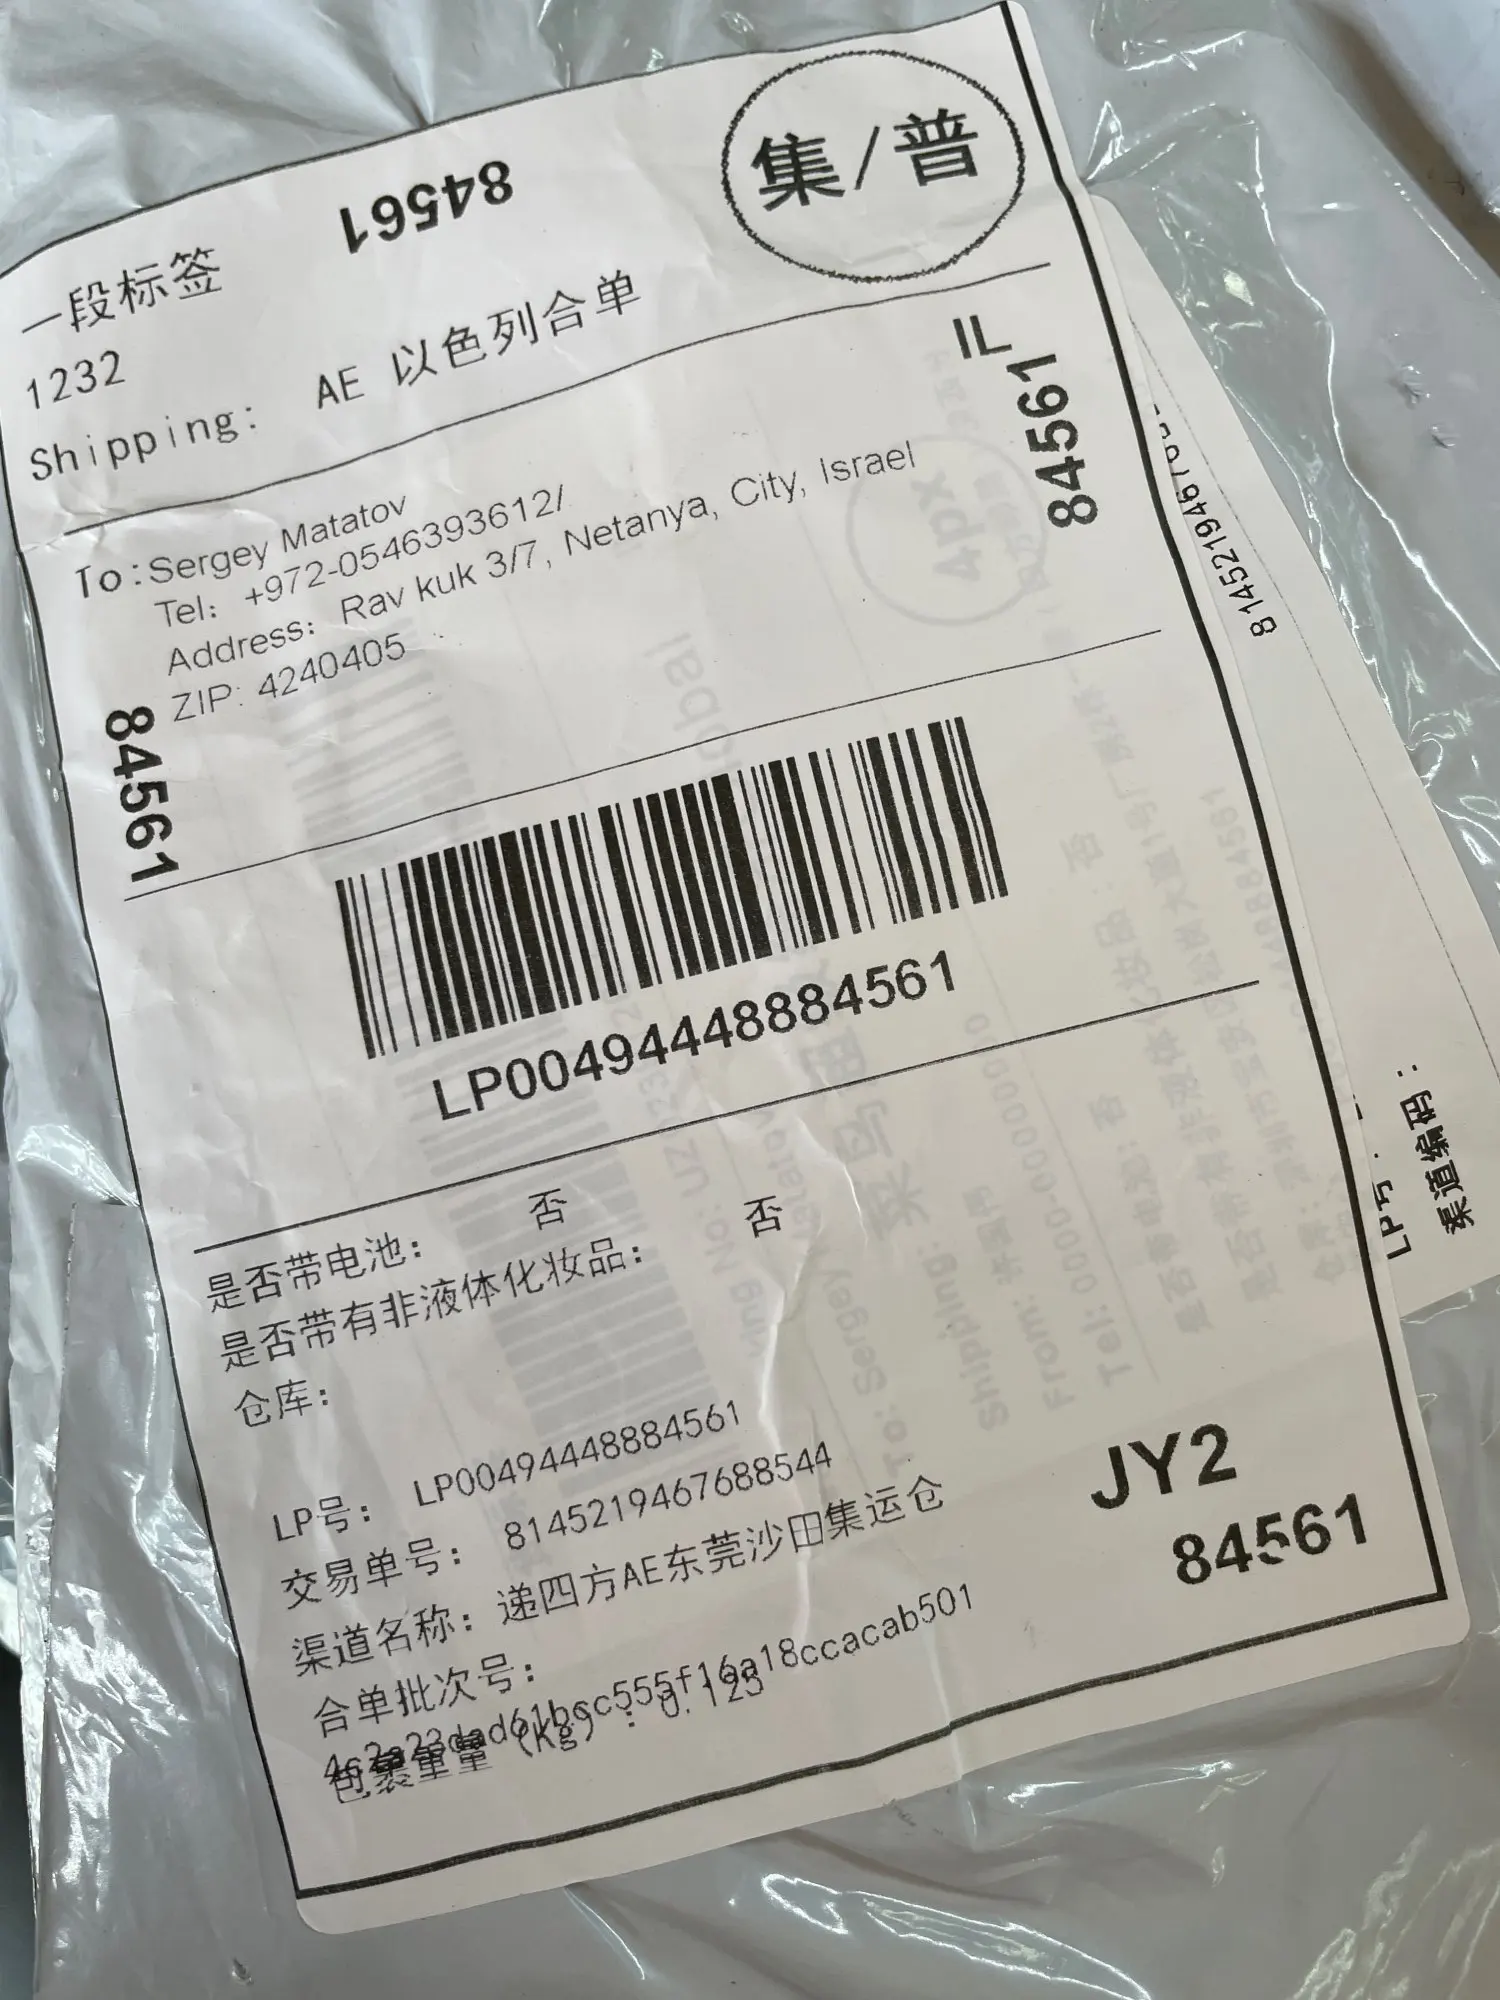 集/普
84561
一段标签
1232
Shipping: AE 以色列合单
IL
84561
To:Sergey Matatov
Tel: +972-0546393612/
Address: Rav kuk 3/7, Netanya, City, Israel
ZIP: 4240405
84561
LP00494448884561
是否带电池: 否
是否带有非液体化妆品: 否
仓库:
LP号: LP00494448884561
交易单号: 8145219467688544
渠道名称: 递四方AE东莞沙田集运仓
合单批次号:
包裹重量 (Kg) : 0.125
JY2
84561
LP号:
渠道编码: